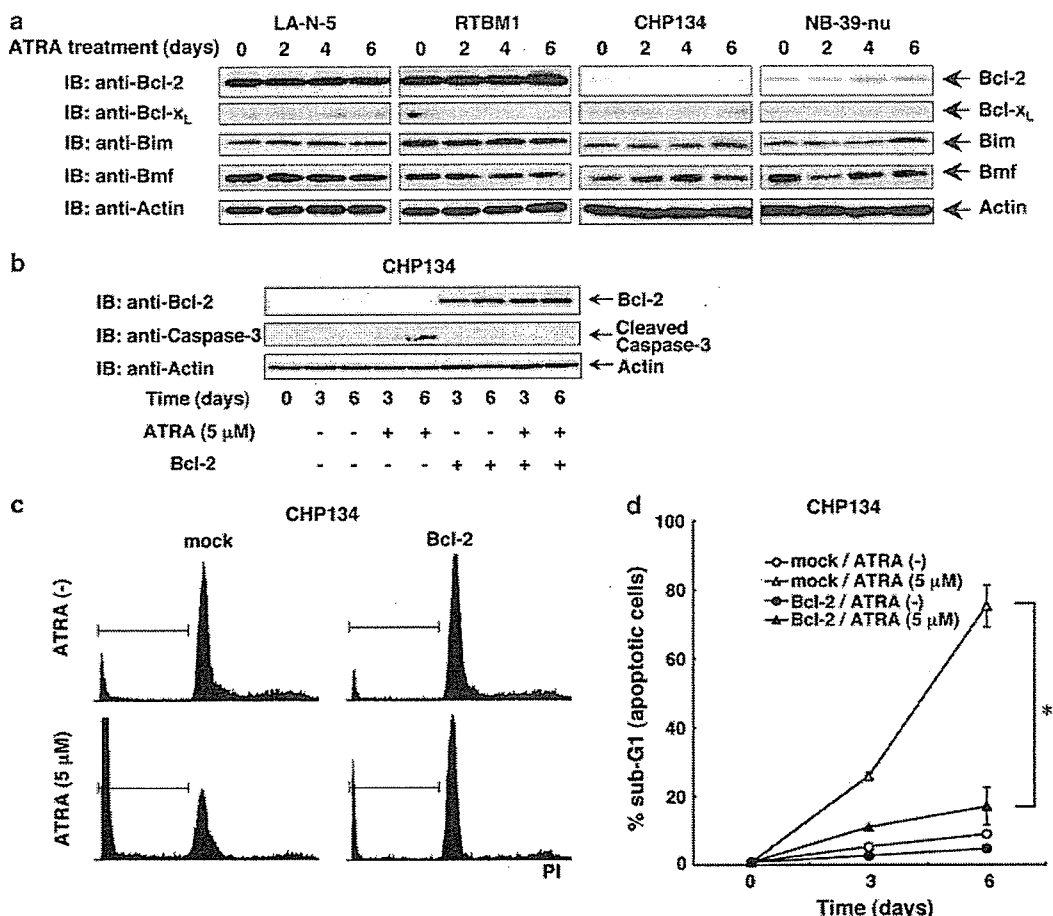 a
LA-N-5 RTBM1 CHP134 NB-39-nu
ATRA treatment (days) 0 2 4 6 0 2 4 6 0 2 4 6 0 2 4 6
IB: anti-Bcl-2 Bcl-2
IB: anti-Bcl-xL Bcl-xL
IB: anti-Bim Bim
IB: anti-Bmf Bmf
IB: anti-Actin Actin
b
CHP134
IB: anti-Bcl-2 Bcl-2
IB: anti-Caspase-3 Cleaved Caspase-3
IB: anti-Actin Actin
Time (days) 0 3 6 3 6 3 6 3 6
ATRA (5 μM) - - + + - - + +
Bcl-2 - - - - + + + +
c
CHP134
mock Bcl-2
ATRA (-)
ATRA (5 μM)
PI
d
CHP134
% sub-G1 (apoptotic cells)
100
80
60
40
20
0
mock / ATRA (-)
mock / ATRA (5 μM)
Bcl-2 / ATRA (-)
Bcl-2 / ATRA (5 μM)
*
0 3 6
Time (days)